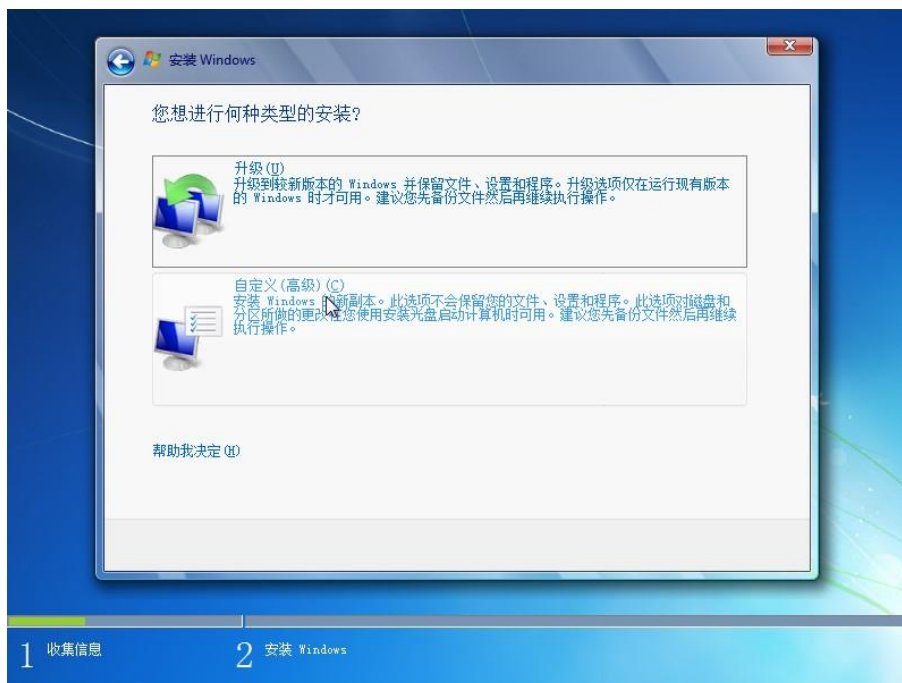 安装 Windows
您想进行何种类型的安装?
升级(U)
升级到较新版本的 Windows 并保留文件、设置和程序。升级选项仅在运行现有版本
的 Windows 时才可用。建议您先备份文件然后再继续执行操作。
自定义(高级)(C)
安装 Windows 的新副本。此选项不会保留您的文件、设置和程序。此选项对磁盘和
分区所做的更改在您使用安装光盘启动计算机时可用。建议您先备份文件然后再继续
执行操作。
帮助我决定(H)
1 收集信息
2 安装 Windows